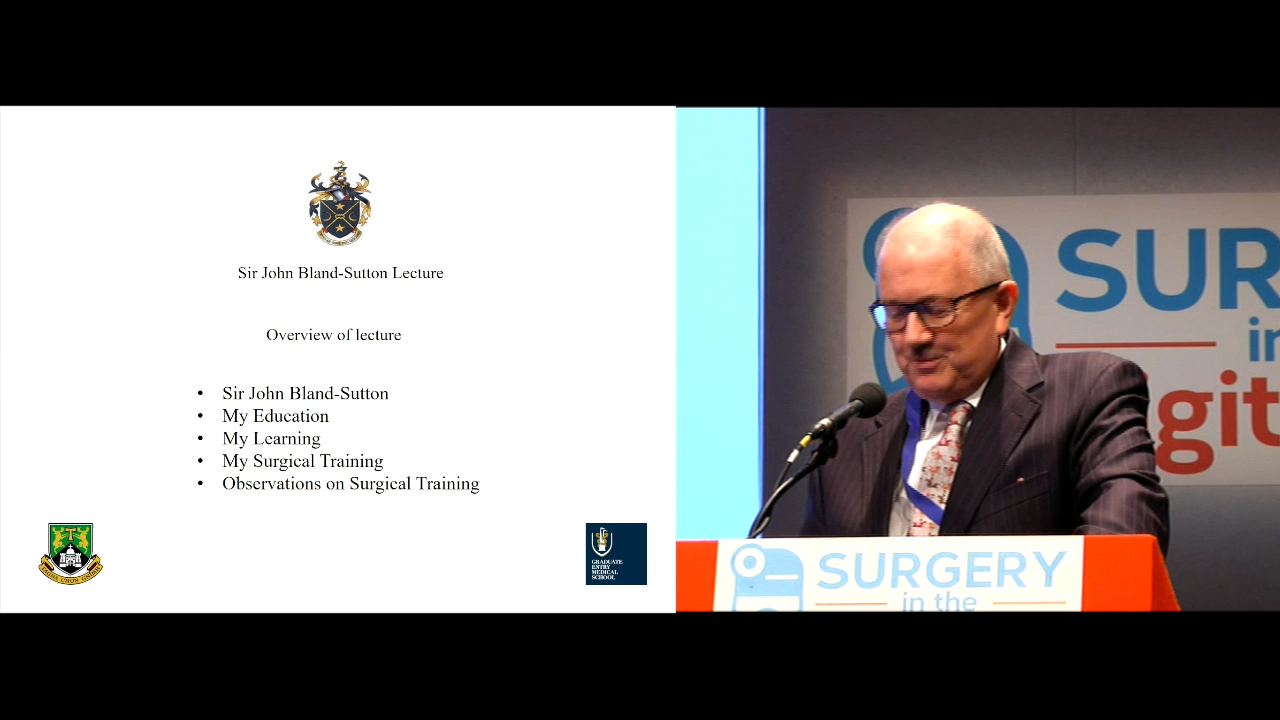 Sir John Bland-Sutton Lecture
Overview of lecture
• Sir John Bland-Sutton
• My Education
• My Learning
• My Surgical Training
• Observations on Surgical Training
GRADUATE
ENTRY
MEDICAL
SCHOOL
SUR
in
git
SURGERY
in the